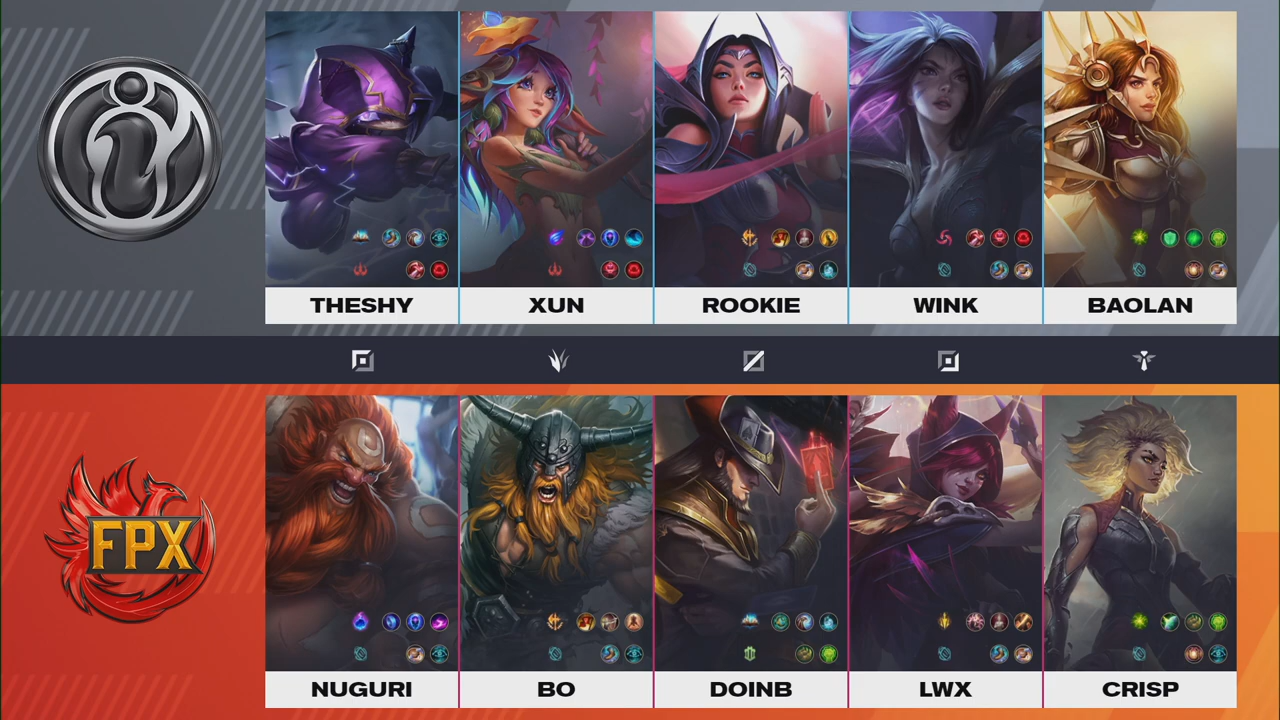 THESHY
XUN
ROOKIE
WINK
BAOLAN
FPX
NUGURI
BO
DOINB
LWX
CRISP